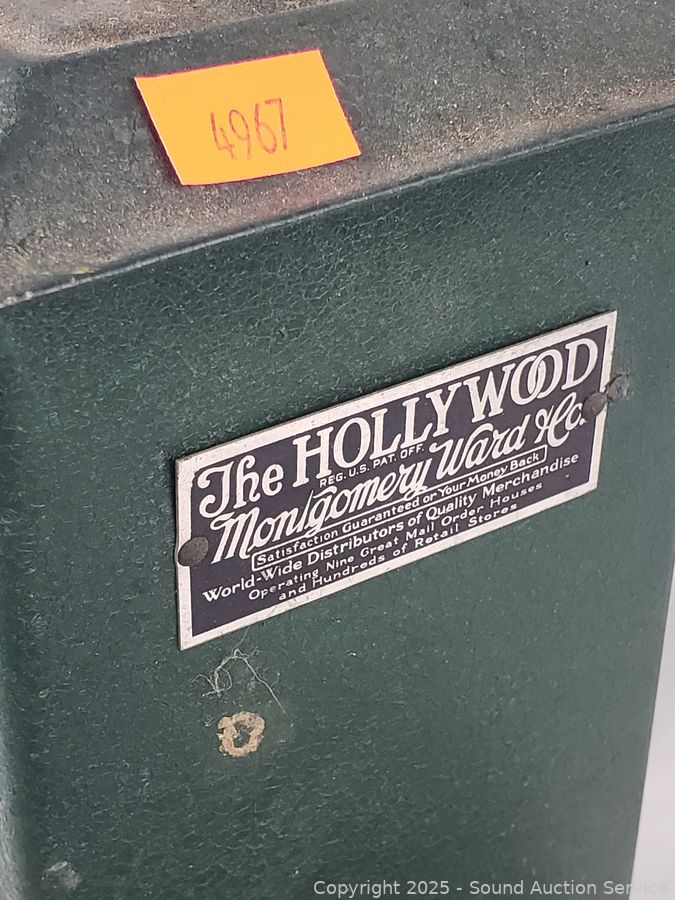 4967
The HOLLYWOOD
REG. U.S. PAT. OFF.
Montgomery Ward & Co.
Satisfaction Guaranteed or Your Money Back
World-Wide Distributors of Quality Merchandise
Operating Nine Great Mail Order Houses
and Hundreds of Retail Stores
Copyright 2025 - Sound Auction Service